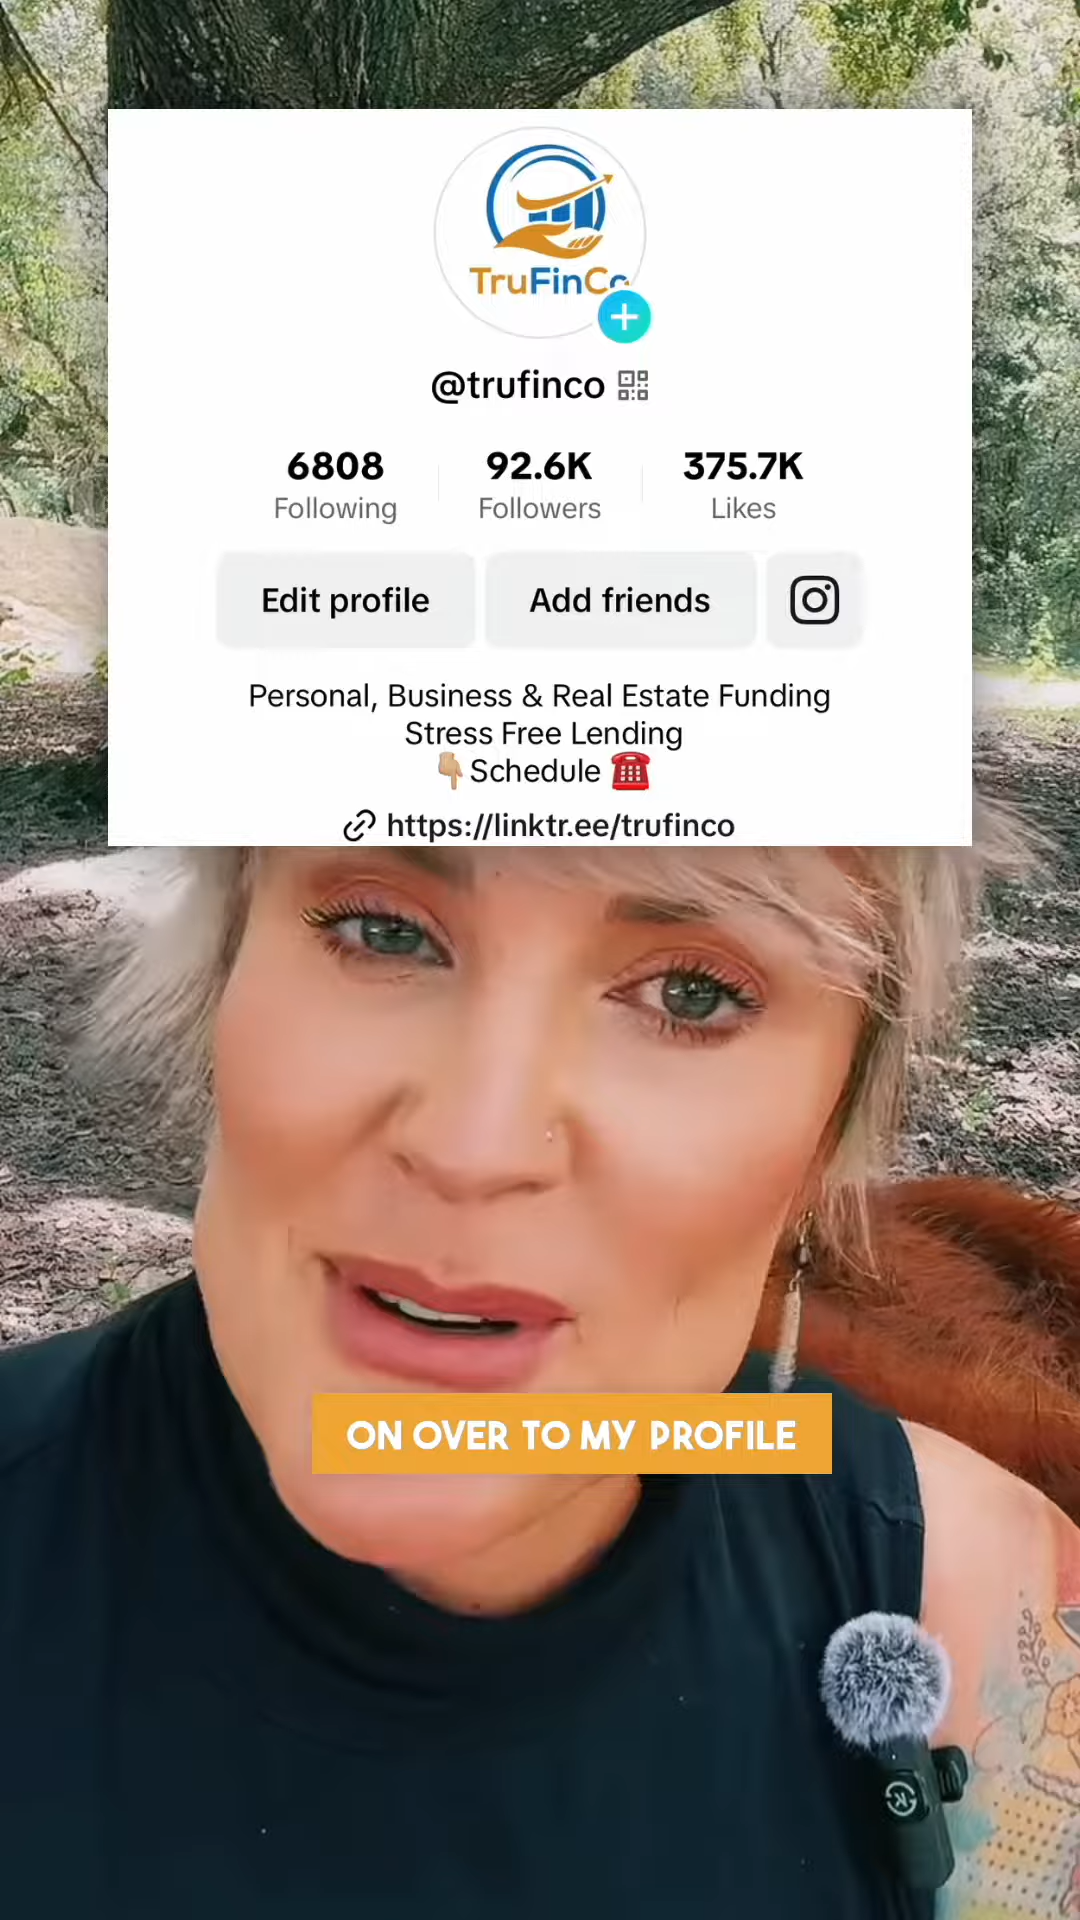 TruFinCo
@trufinco
6808 92.6K 375.7K
Following Followers Likes
Edit profile Add friends
Personal, Business & Real Estate Funding
Stress Free Lending
👇🏼Schedule ☎️
https://linktr.ee/trufinco
ON OVER TO MY PROFILE